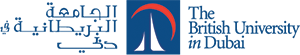 الجامعة
البريطانية في
دبي
The
British University
in Dubai